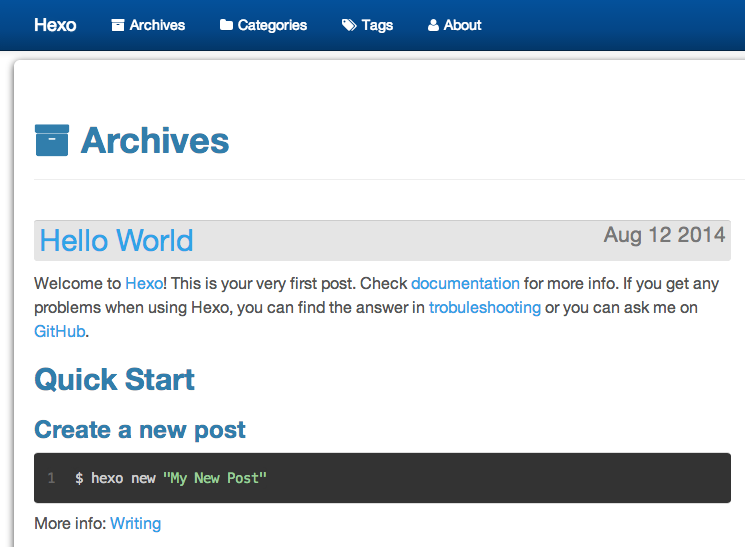 Hexo Archives Categories Tags About
Archives
Hello World Aug 12 2014
Welcome to Hexo! This is your very first post. Check documentation for more info. If you get any
problems when using Hexo, you can find the answer in trobuleshooting or you can ask me on
GitHub.
Quick Start
Create a new post
1 $ hexo new "My New Post"
More info: Writing